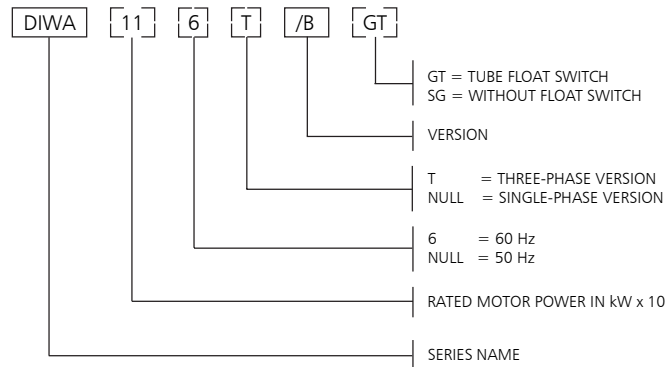 DIWA 11 6 T /B GT
GT = TUBE FLOAT SWITCH
SG = WITHOUT FLOAT SWITCH
VERSION
T = THREE-PHASE VERSION
NULL = SINGLE-PHASE VERSION
6 = 60 Hz
NULL = 50 Hz
RATED MOTOR POWER IN kW x 10
SERIES NAME